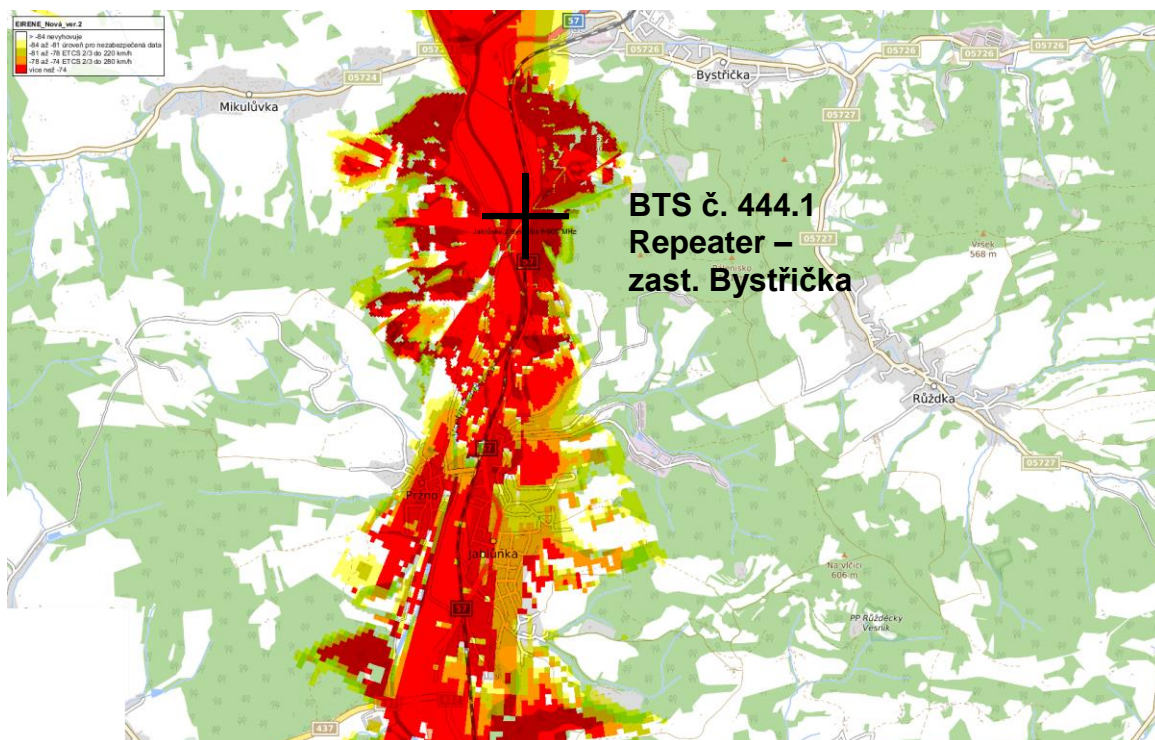 EIRENE_Nová_ver.2
> -84 nevyhovuje
-84 až -81 úroveň pro nezabezpečená data
-81 až -78 ETCS 2/3 do 220 km/h
-78 až -74 ETCS 2/3 do 280 km/h
více než -74
57
05726
05726
05726
05726
Bystřička
05724
Mikulůvka
05727
BTS č. 444.1
Repeater –
zast. Bystřička
05727
Vršek
568 m
57
Růždka
05727
57
Pržno
Jablůnka
Na vlčici
606 m
57
PP Růžďecký
Vesník
437